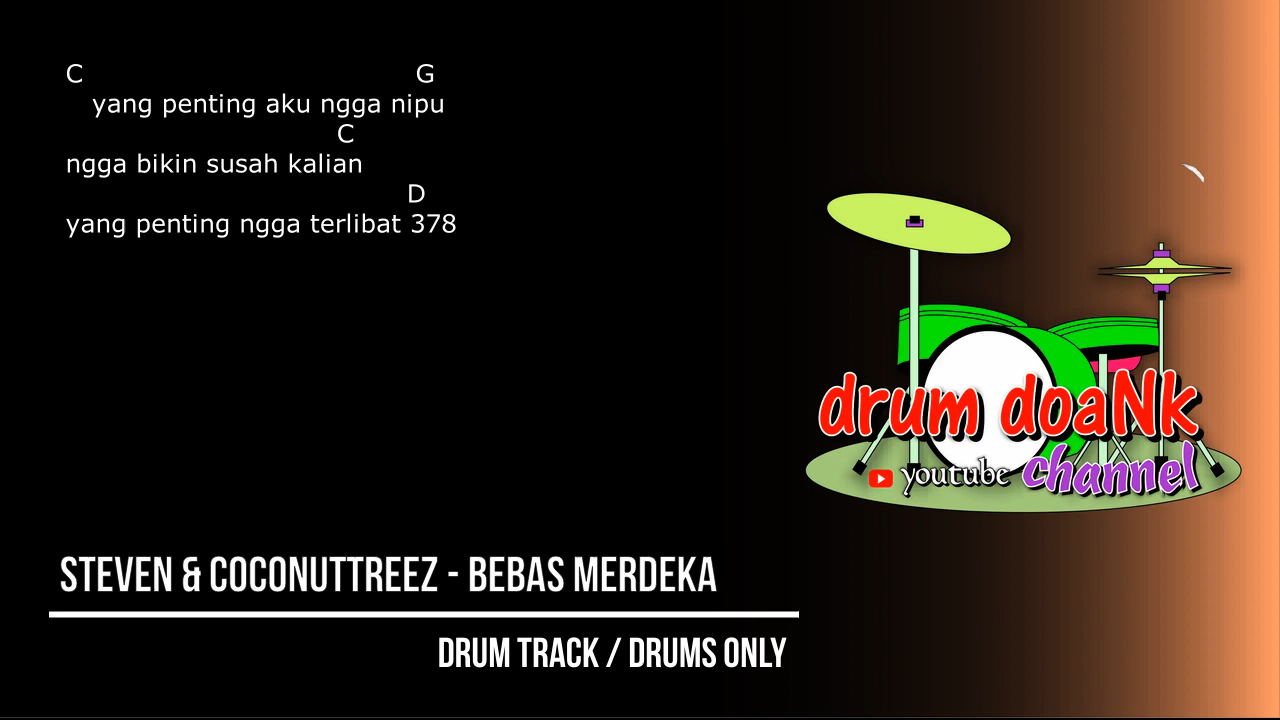 C G
yang penting aku ngga nipu
C
ngga bikin susah kalian
D
yang penting ngga terlibat 378
drum doaNk
youtube channel
STEVEN & COCONUTTREEZ - BEBAS MERDEKA
DRUM TRACK / DRUMS ONLY